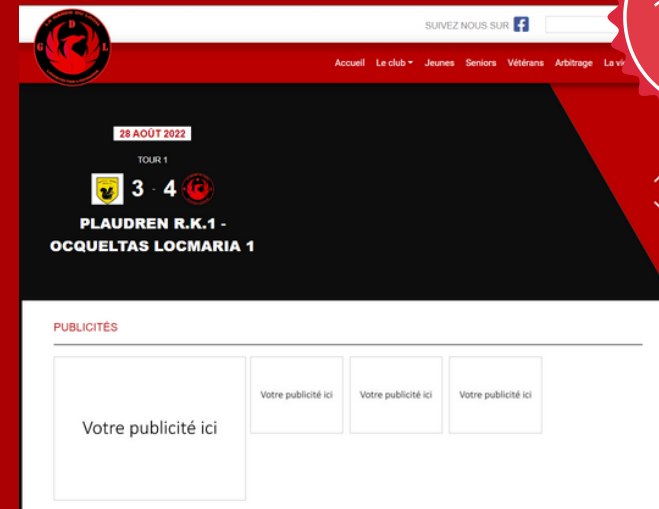 SUIVEZ NOUS SUR
G D L
Accueil Le club Jeunes Seniors Vétérans Arbitrage
28 AOÛT 2022
TOUR 1
3 - 4
PLAUDREN R.K.1 -
OCQUELTAS LOCMARIA 1
PUBLICITÉS
Votre publicité ici
Votre publicité ici
Votre publicité ici
Votre publicité ici